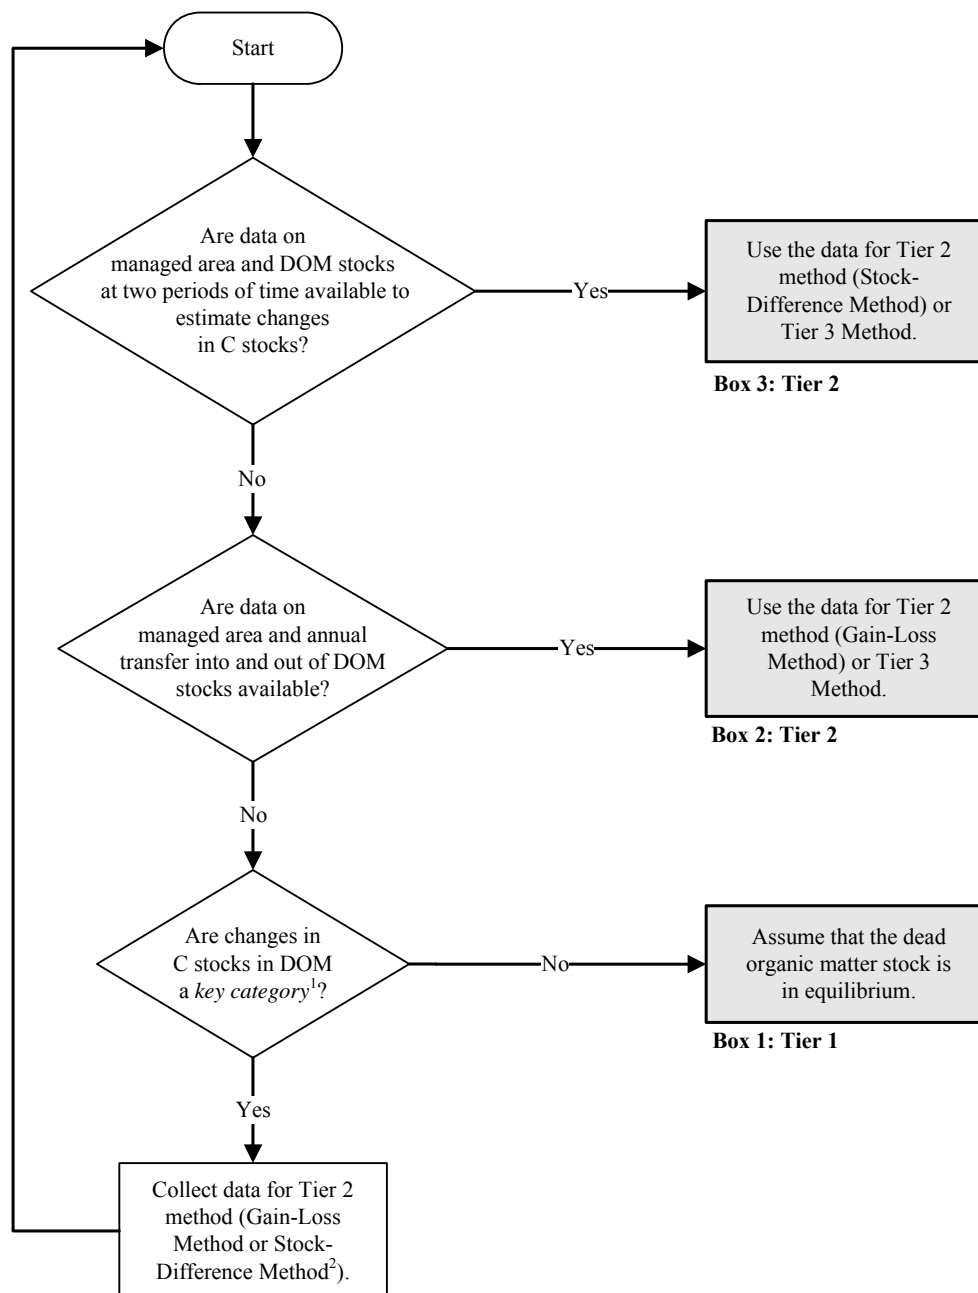 Start
Are data on
managed area and DOM stocks
at two periods of time available to
estimate changes
in C stocks?
Yes
Use the data for Tier 2
method (Stock-
Difference Method) or
Tier 3 Method.
Box 3: Tier 2
No
Are data on
managed area and annual
transfer into and out of DOM
stocks available?
Yes
Use the data for Tier 2
method (Gain-Loss
Method) or Tier 3
Method.
Box 2: Tier 2
No
Are changes in
C stocks in DOM
a key category¹?
No
Assume that the dead
organic matter stock is
in equilibrium.
Box 1: Tier 1
Yes
Collect data for Tier 2
method (Gain-Loss
Method or Stock-
Difference Method²).